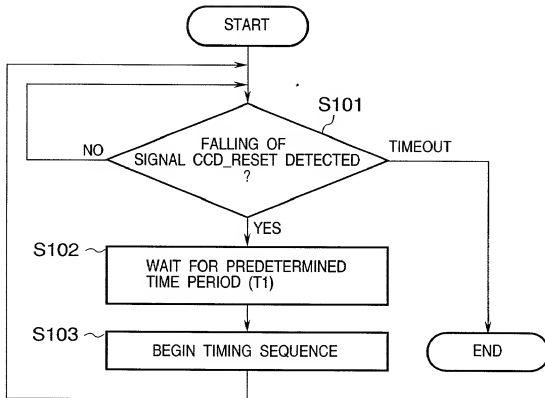 START
S101
FALLING OF
SIGNAL CCD_RESET DETECTED
?
NO
TIMEOUT
YES
S102
WAIT FOR PREDETERMINED
TIME PERIOD (T1)
S103
BEGIN TIMING SEQUENCE
END